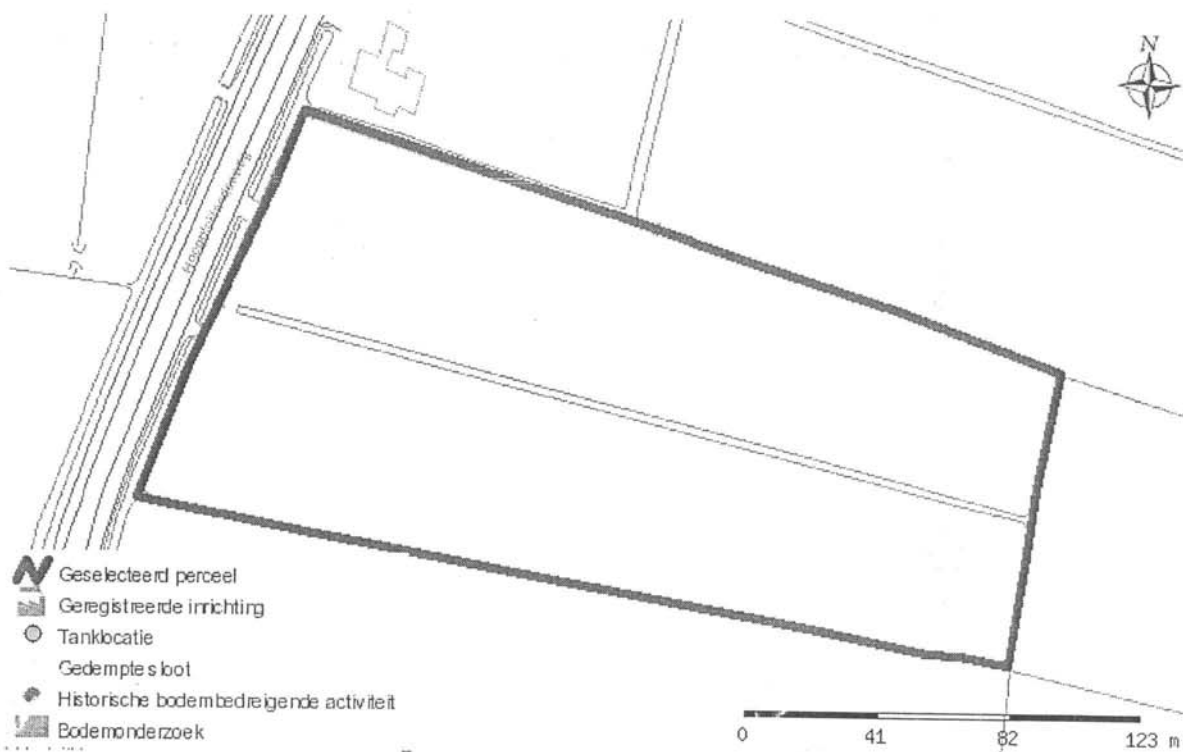 N
Geselecteerd perceel
Geregistreerde inrichting
Tanklocatie
Gedempte sloot
Historische bodembedreigende activiteit
Bodemonderzoek
0 41 82 123 m